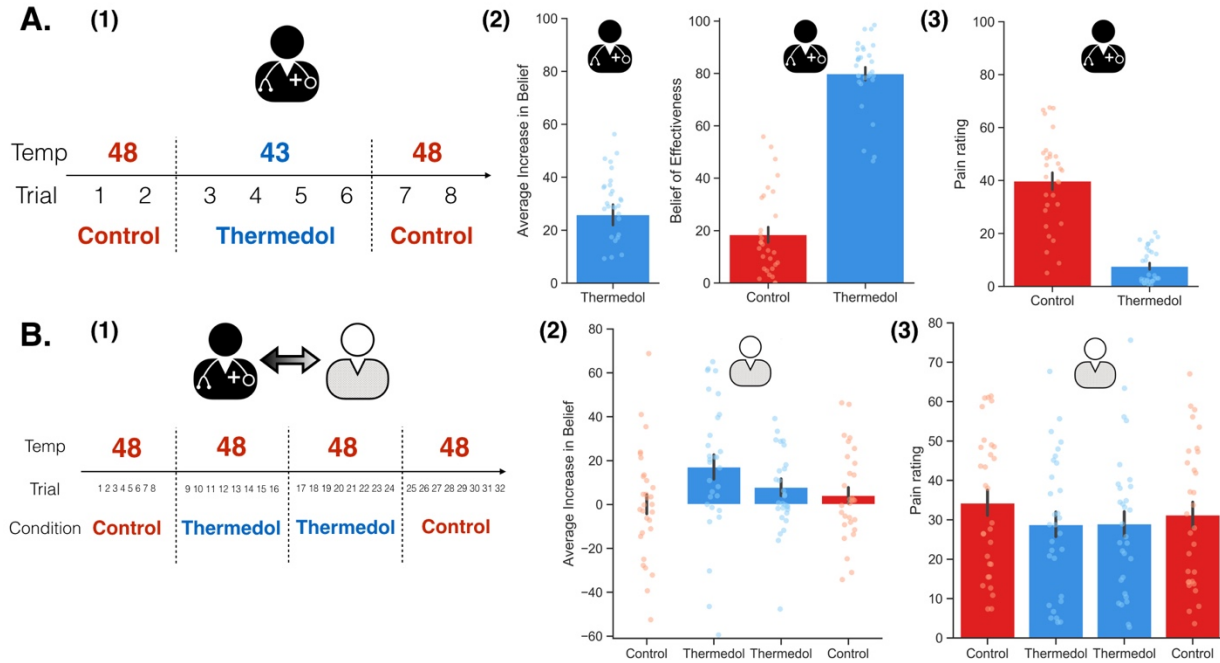 A.
(1)
Temp 48 43 48
Trial 1 2 3 4 5 6 7 8
Control Thermedol Control
(2)
Average Increase in Belief
100
80
60
40
20
0
Thermedol
Belief of Effectiveness
100
80
60
40
20
0
Control Thermedol
(3)
Pain rating
100
80
60
40
20
0
Control Thermedol
B.
(1)
Temp 48 48 48 48
Trial 1 2 3 4 5 6 7 8 9 10 11 12 13 14 15 16 17 18 19 20 21 22 23 24 25 26 27 28 29 30 31 32
Condition Control Thermedol Thermedol Control
(2)
Average Increase in Belief
80
60
40
20
0
−20
−40
−60
Control Thermedol Thermedol Control
(3)
Pain rating
80
70
60
50
40
30
20
10
0
Control Thermedol Thermedol Control